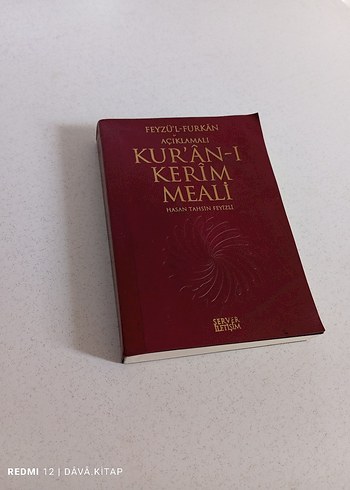 FEYZÜ'L-FURKÂN
AÇIKLAMALI
KUR'ÂN-I
KERÎM
MEALİ
HASAN TAHSİN FEYİZLİ
SERVER
İLETİŞİM
REDMI 12 | DÂVÂ.KİTAP